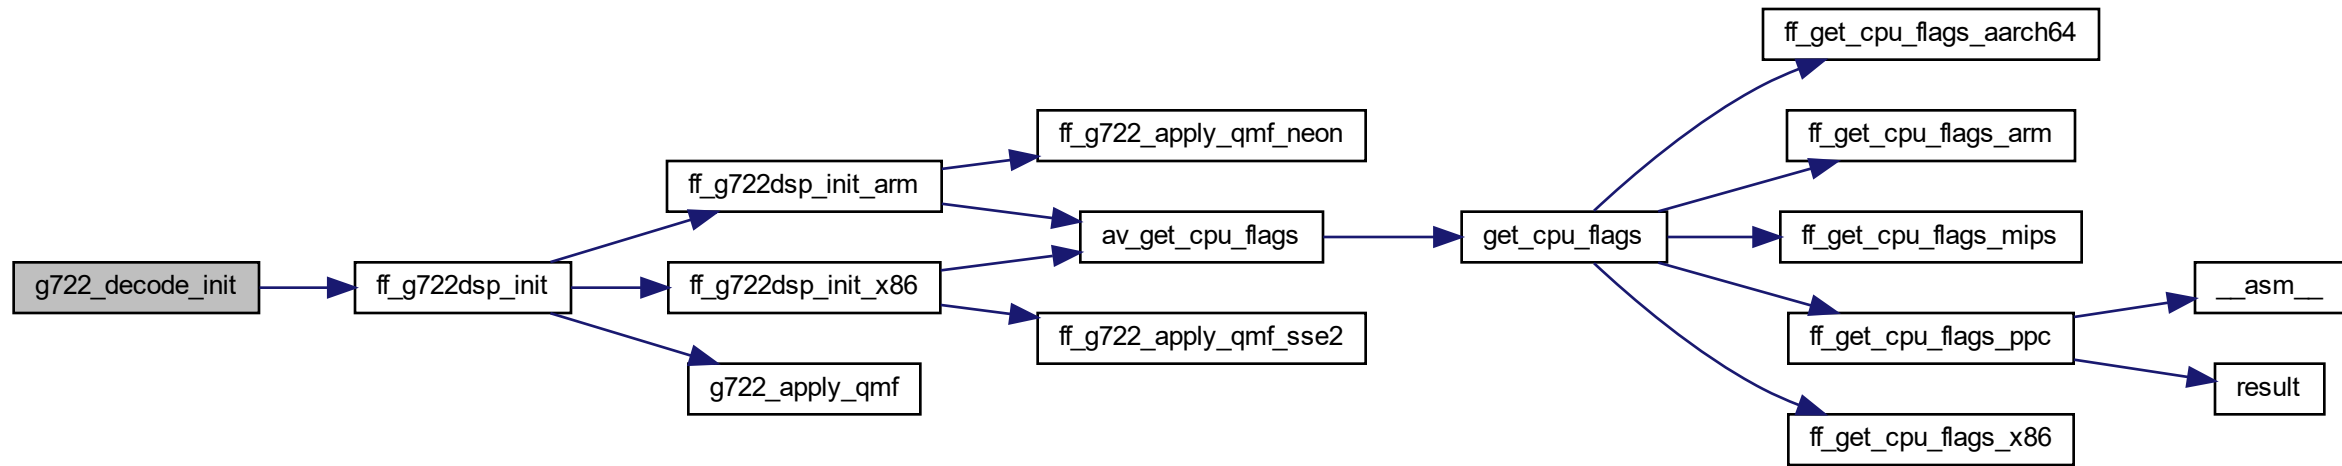 g722_decode_init
ff_g722dsp_init
ff_g722dsp_init_arm
ff_g722dsp_init_x86
g722_apply_qmf
ff_g722_apply_qmf_neon
av_get_cpu_flags
ff_g722_apply_qmf_sse2
get_cpu_flags
ff_get_cpu_flags_aarch64
ff_get_cpu_flags_arm
ff_get_cpu_flags_mips
ff_get_cpu_flags_ppc
ff_get_cpu_flags_x86
__asm__
result